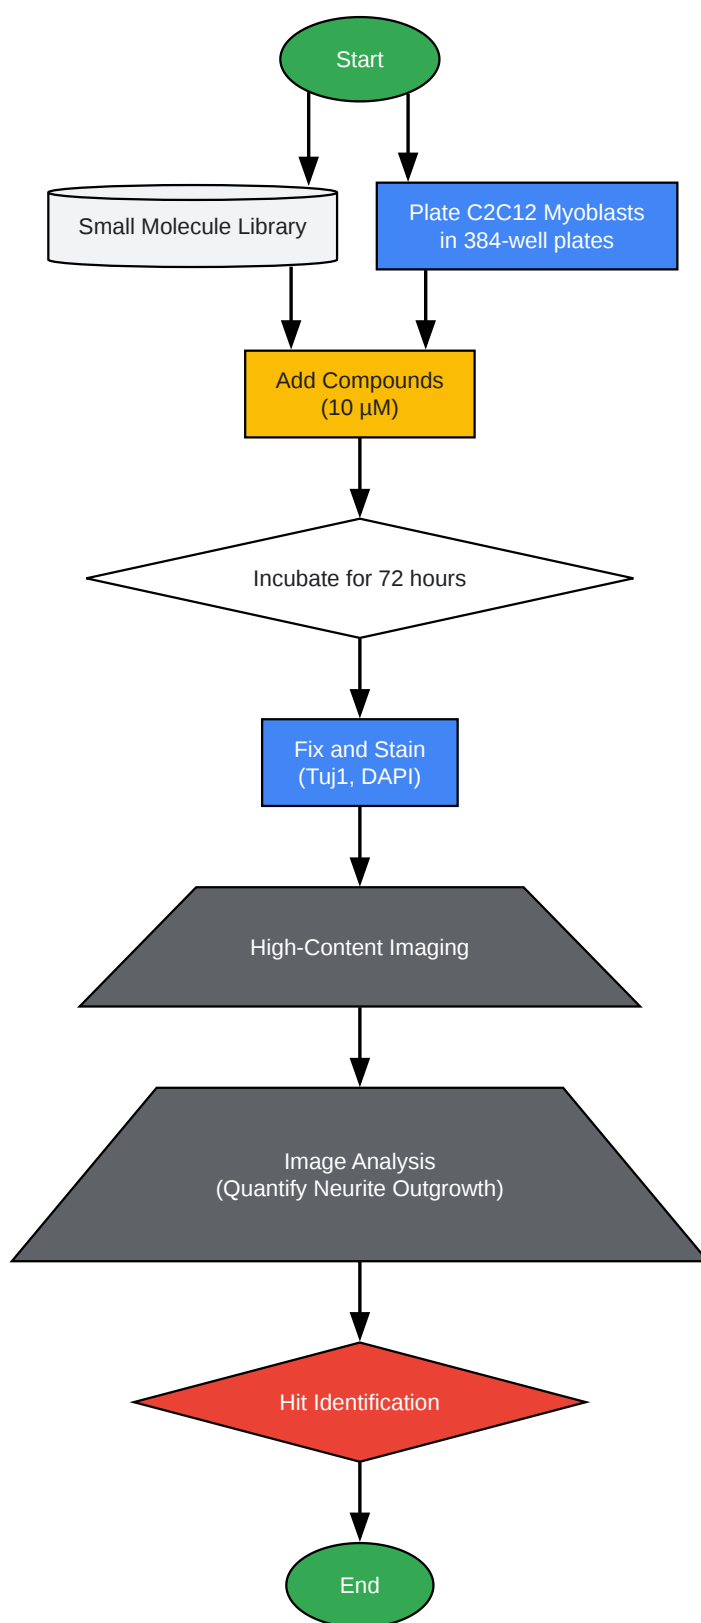 Start
Small Molecule Library
Plate C2C12 Myoblasts
in 384-well plates
Add Compounds
(10 µM)
Incubate for 72 hours
Fix and Stain
(Tuj1, DAPI)
High-Content Imaging
Image Analysis
(Quantify Neurite Outgrowth)
Hit Identification
End